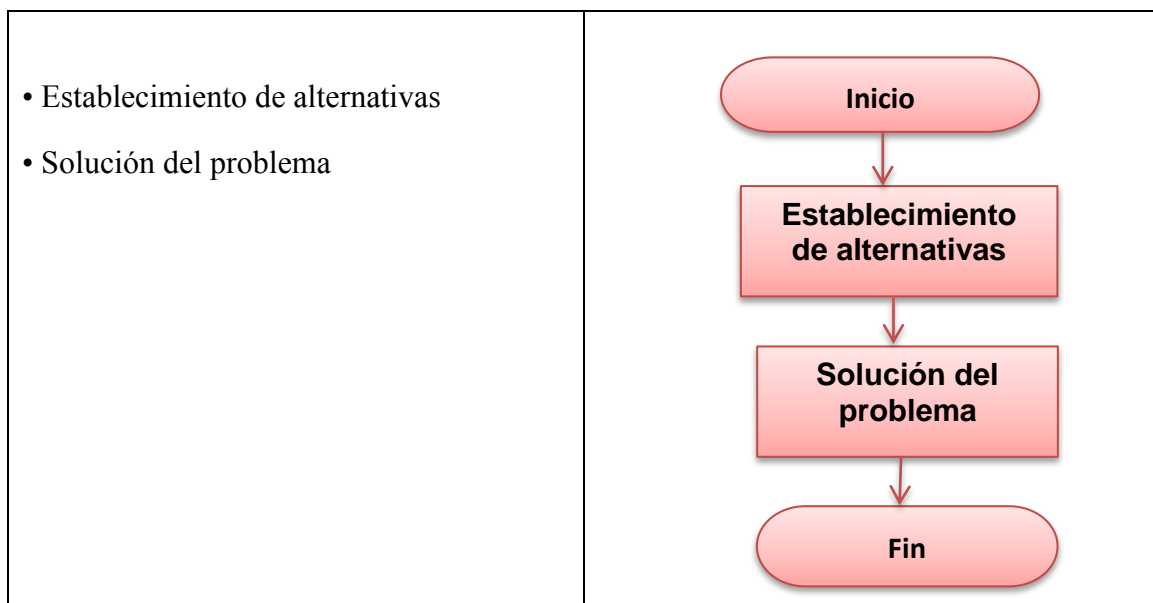 • Establecimiento de alternativas
• Solución del problema
Inicio
Establecimiento
de alternativas
Solución del
problema
Fin